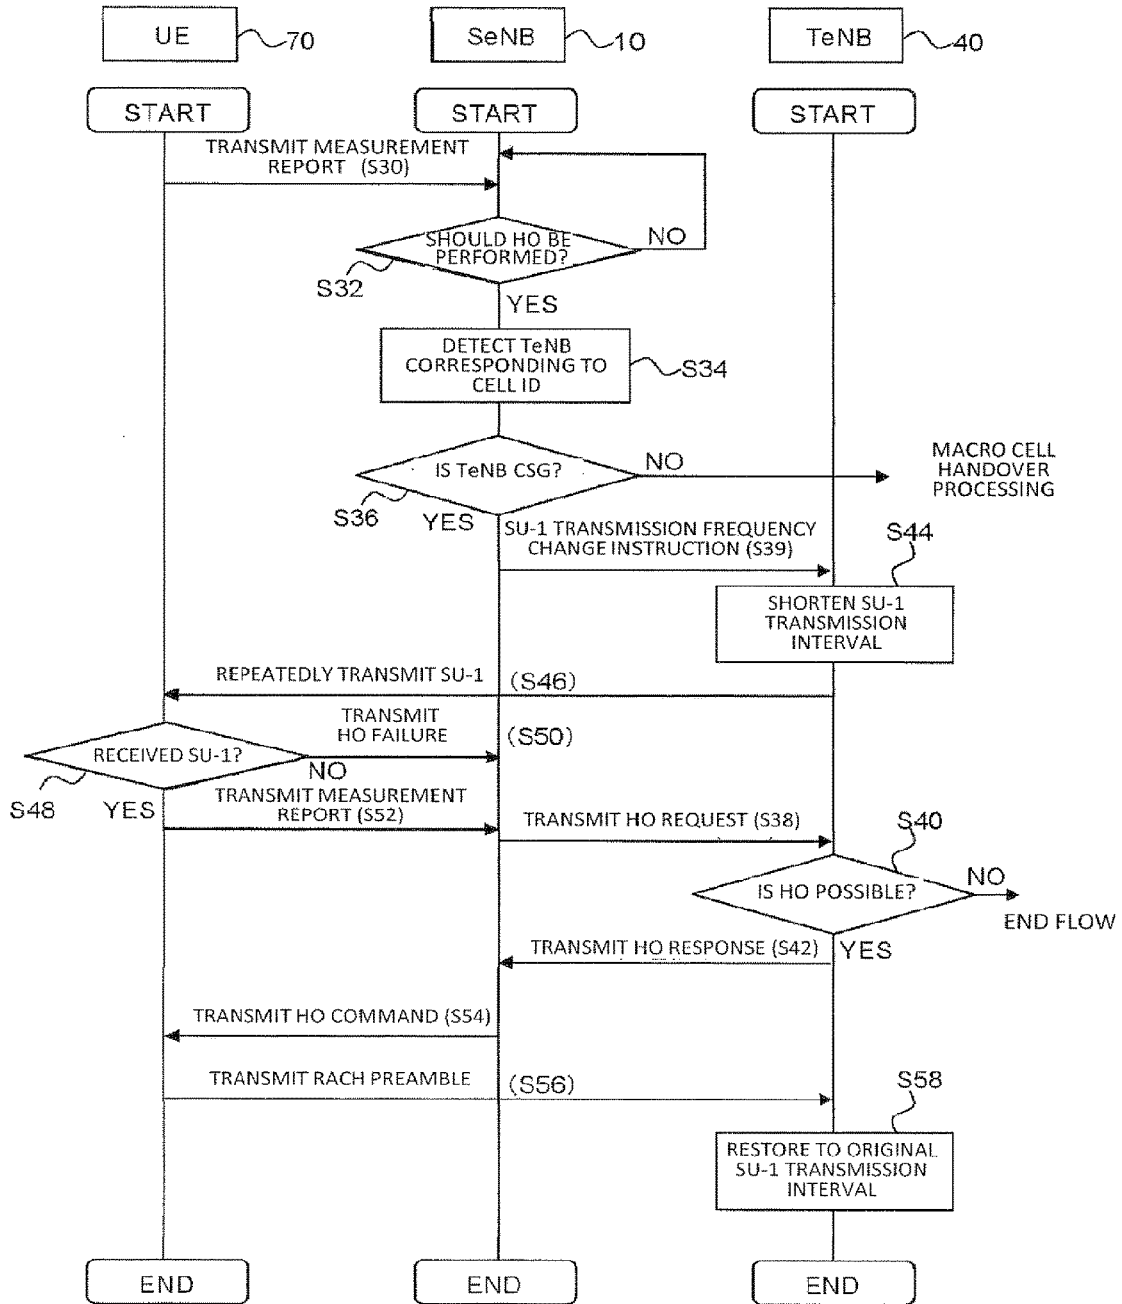 UE
70
SeNB
10
TeNB
40
START
START
START
TRANSMIT MEASUREMENT
REPORT (S30)
SHOULD HO BE
PERFORMED?
NO
S32
YES
DETECT TeNB
CORRESPONDING TO
CELL ID
S34
IS TeNB CSG?
NO
MACRO CELL
HANDOVER
PROCESSING
S36
YES
SU-1 TRANSMISSION FREQUENCY
CHANGE INSTRUCTION (S39)
S44
SHORTEN SU-1
TRANSMISSION
INTERVAL
REPEATEDLY TRANSMIT SU-1
(S46)
TRANSMIT
HO FAILURE
(S50)
RECEIVED SU-1?
NO
S48
YES
TRANSMIT MEASUREMENT
REPORT (S52)
TRANSMIT HO REQUEST (S38)
S40
IS HO POSSIBLE?
NO
END FLOW
TRANSMIT HO RESPONSE (S42)
YES
TRANSMIT HO COMMAND (S54)
TRANSMIT RACH PREAMBLE
(S56)
S58
RESTORE TO ORIGINAL
SU-1 TRANSMISSION
INTERVAL
END
END
END